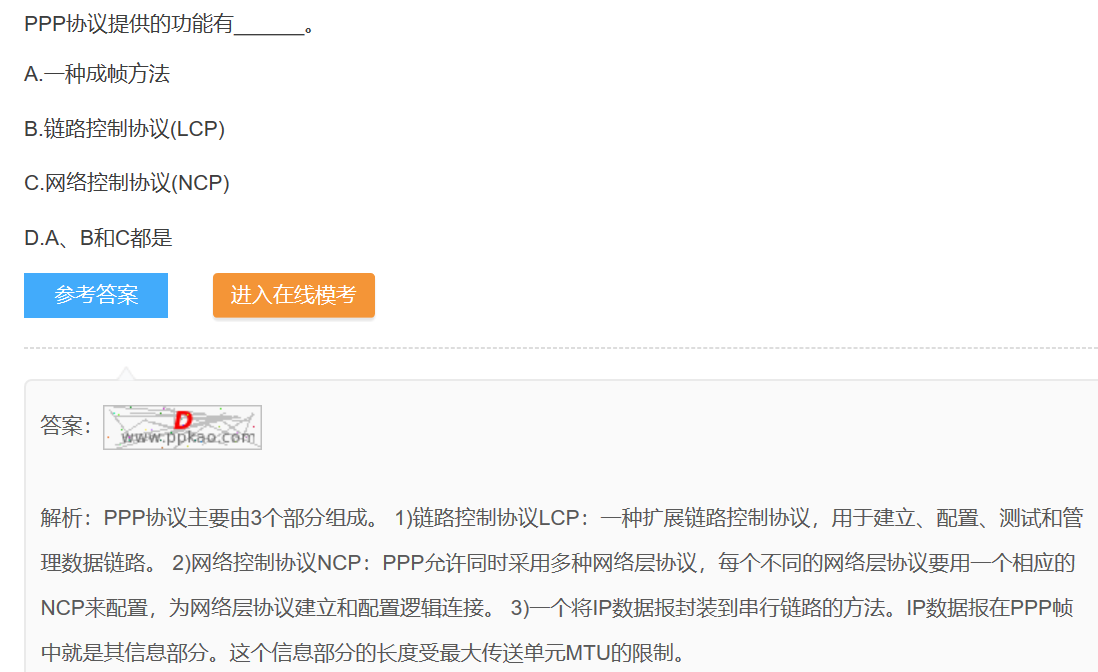 PPP协议提供的功能有______。
A.一种成帧方法
B.链路控制协议(LCP)
C.网络控制协议(NCP)
D.A、B和C都是
参考答案 进入在线模考
答案： D
www.ppkao.com
解析：PPP协议主要由3个部分组成。 1)链路控制协议LCP：一种扩展链路控制协议，用于建立、配置、测试和管
理数据链路。 2)网络控制协议NCP：PPP允许同时采用多种网络层协议，每个不同的网络层协议要用一个相应的
NCP来配置，为网络层协议建立和配置逻辑连接。 3)一个将IP数据报封装到串行链路的方法。IP数据报在PPP帧
中就是其信息部分。这个信息部分的长度受最大传送单元MTU的限制。